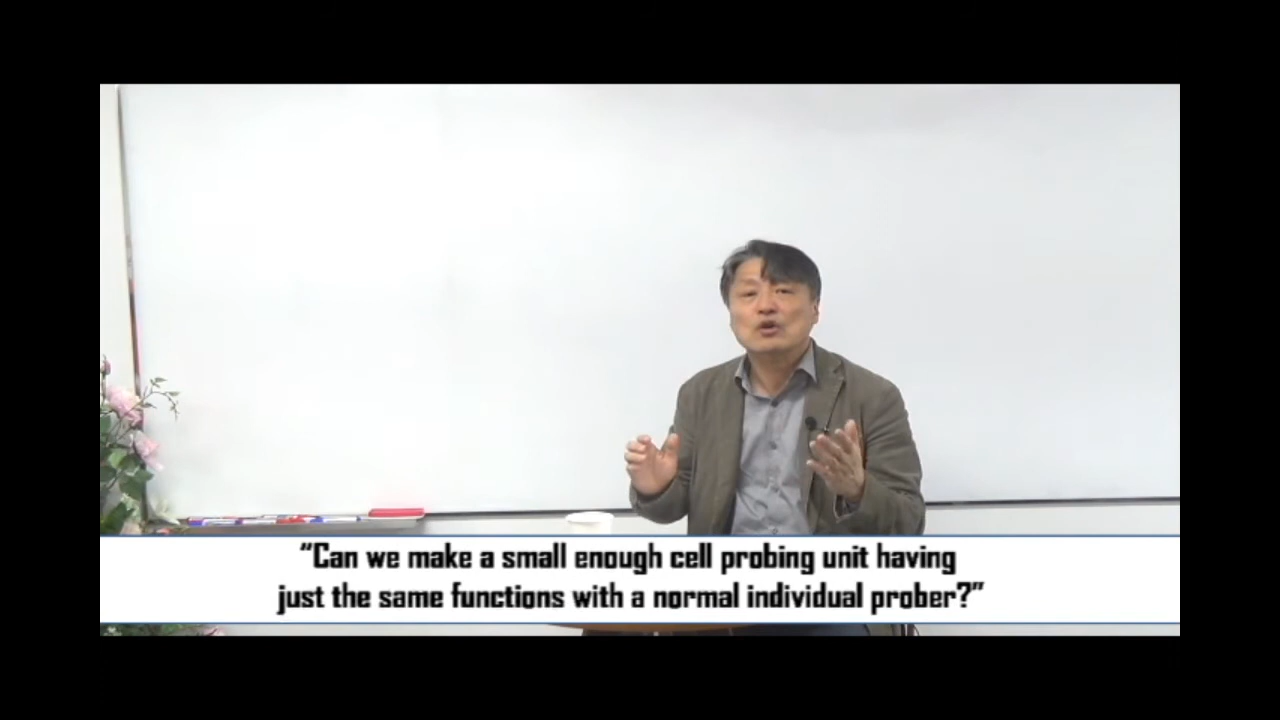 “Can we make a small enough cell probing unit having
just the same functions with a normal individual prober?”